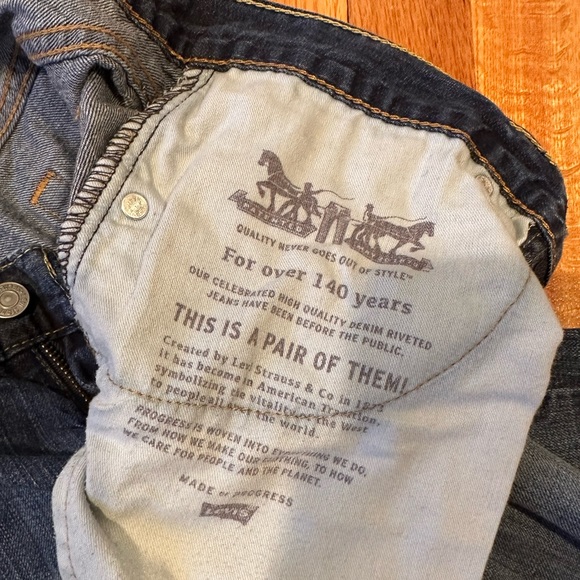 QUALITY NEVER GOES OUT OF STYLE™
For over 140 years
OUR CELEBRATED HIGH QUALITY DENIM RIVETED
JEANS HAVE BEEN BEFORE THE PUBLIC.
THIS IS A PAIR OF THEM!
Created by Levi Strauss & Co in 1873
it has become in American Tradition,
symbolizing the vitality of the West
to people all over the world.
PROGRESS IS WOVEN INTO EVERYTHING WE DO,
FROM HOW WE MAKE OUR CLOTHING, TO HOW
WE CARE FOR PEOPLE AND THE PLANET.
MADE OF PROGRESS
LEVI'S